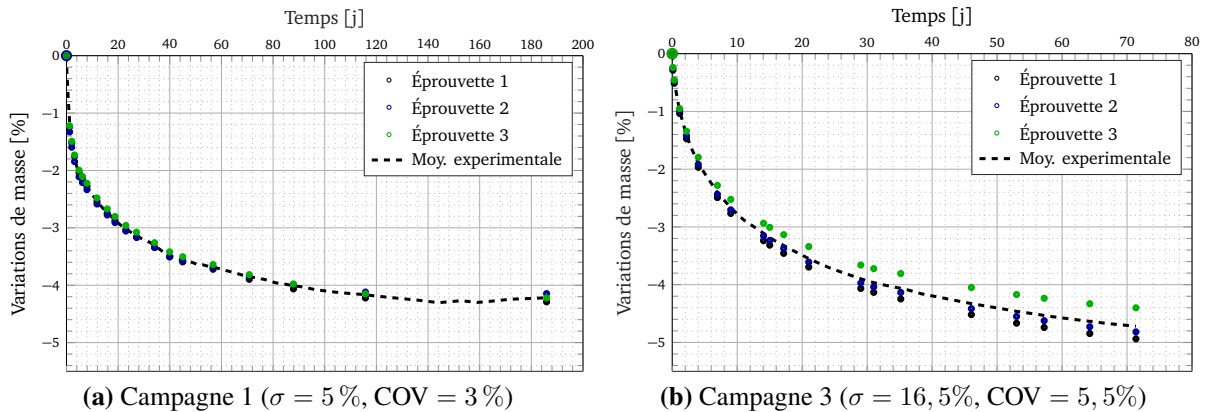 Temps [j]
0 20 40 60 80 100 120 140 160 180 200
0
−1
−2
−3
−4
−5
Variations de masse [%]
Éprouvette 1
Éprouvette 2
Éprouvette 3
Moy. experimentale
(a) Campagne 1 (σ = 5 %, COV = 3 %)
Temps [j]
0 10 20 30 40 50 60 70 80
0
−1
−2
−3
−4
−5
Variations de masse [%]
Éprouvette 1
Éprouvette 2
Éprouvette 3
Moy. experimentale
(b) Campagne 3 (σ = 16, 5%, COV = 5, 5%)